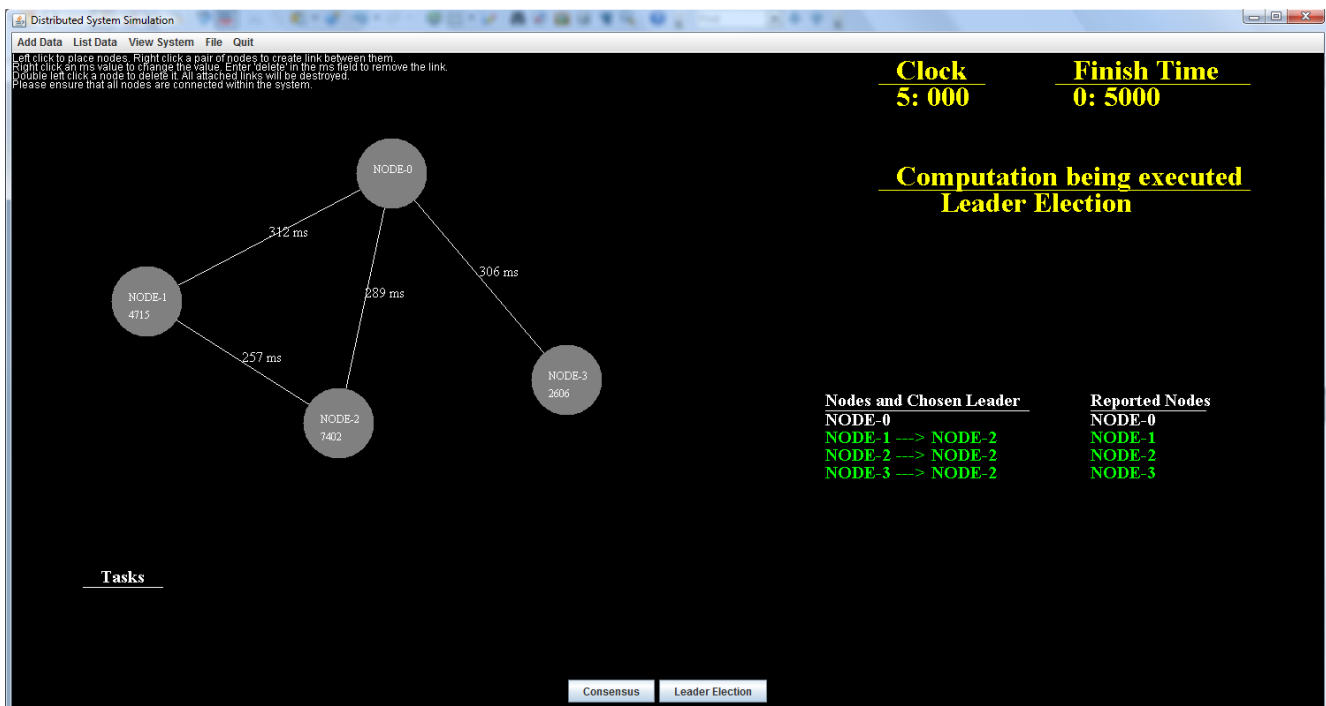 Distributed System Simulation
Add Data List Data View System File Quit
Left click to place nodes. Right click a pair of nodes to create link between them.
Right click an ms value to change the value. Enter 'delete' in the ms field to remove the link.
Double left click a node to delete it. All attached links will be destroyed.
Please ensure that all nodes are connected within the system.
Clock Finish Time
5: 000 0: 5000
Computation being executed
Leader Election
NODE-0
312 ms
306 ms
289 ms
NODE-1
4715
257 ms
NODE-3
2606
NODE-2
7402
Nodes and Chosen Leader Reported Nodes
NODE-0 NODE-0
NODE-1 ---> NODE-2 NODE-1
NODE-2 ---> NODE-2 NODE-2
NODE-3 ---> NODE-2 NODE-3
Tasks
Consensus Leader Election